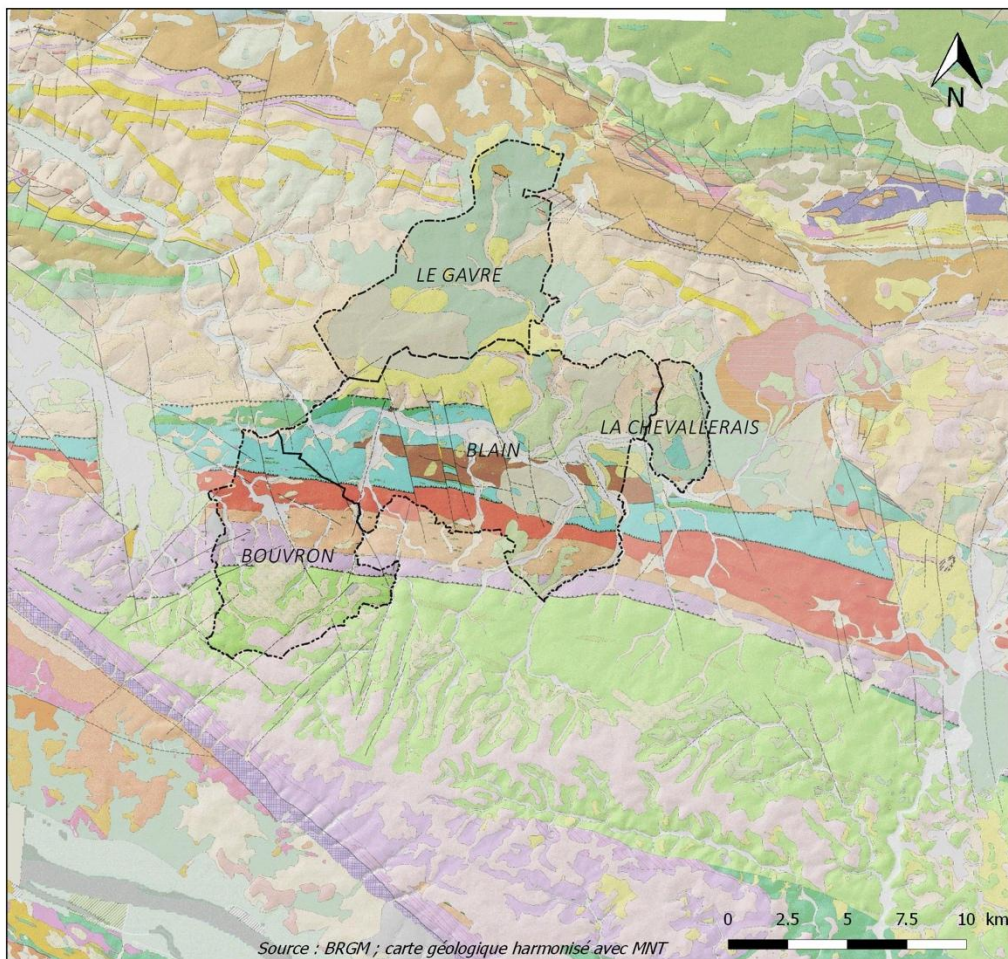 N
LE GAVRE
LA CHEVALLERAIS
BLAIN
BOUVRON
0 2.5 5 7.5 10 km
Source : BRGM ; carte géologique harmonisé avec MNT